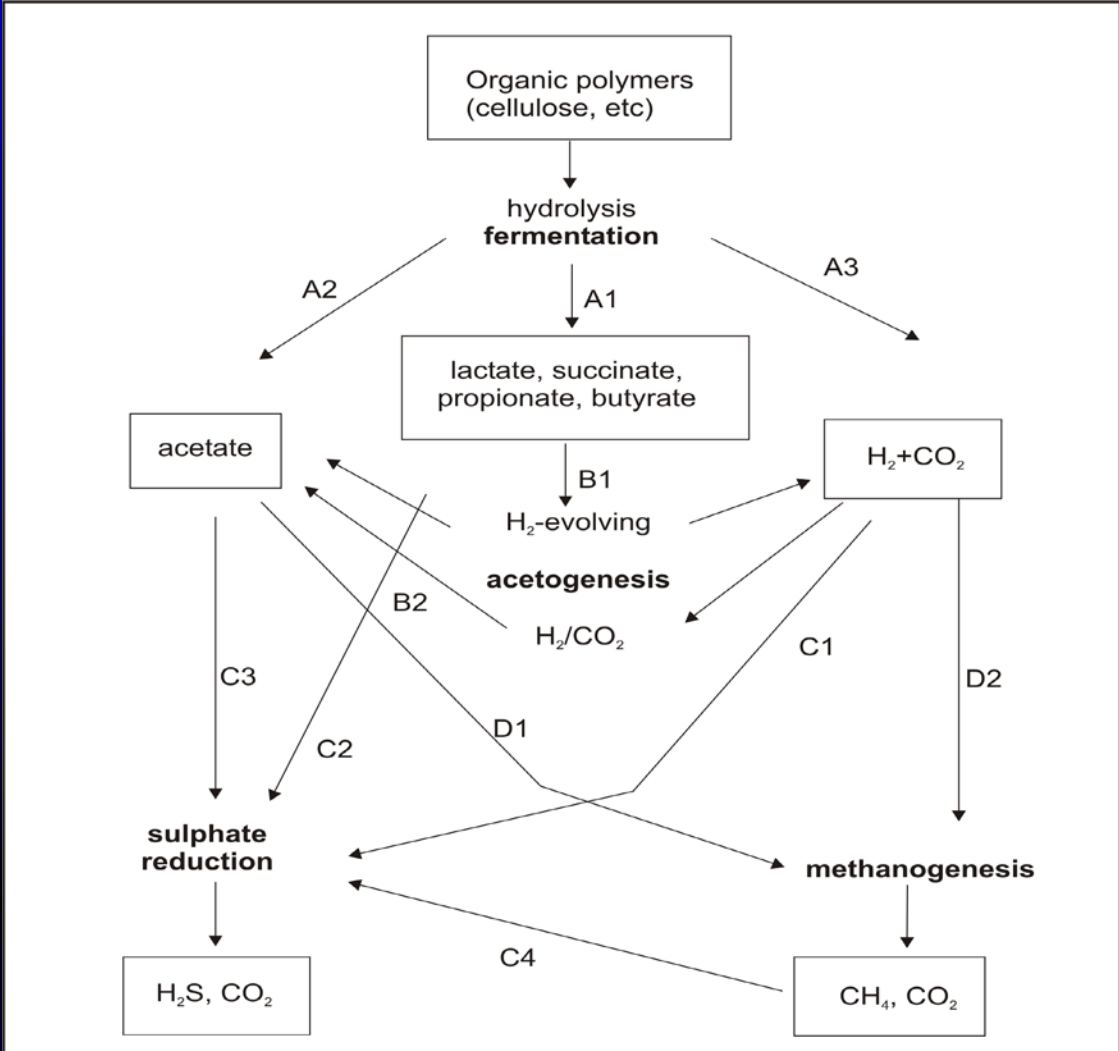 Organic polymers
(cellulose, etc)
hydrolysis
fermentation
A2
A1
A3
lactate, succinate,
propionate, butyrate
acetate
H₂+CO₂
B1
H₂-evolving
acetogenesis
B2
H₂/CO₂
C1
C3
D2
D1
C2
sulphate
reduction
methanogenesis
C4
H₂S, CO₂
CH₄, CO₂